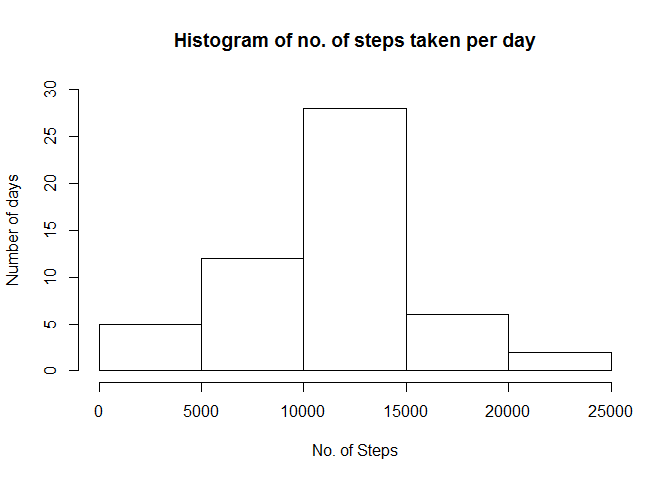 Histogram of no. of steps taken per day
Number of days
30
25
20
15
10
5
0
0 5000 10000 15000 20000 25000
No. of Steps